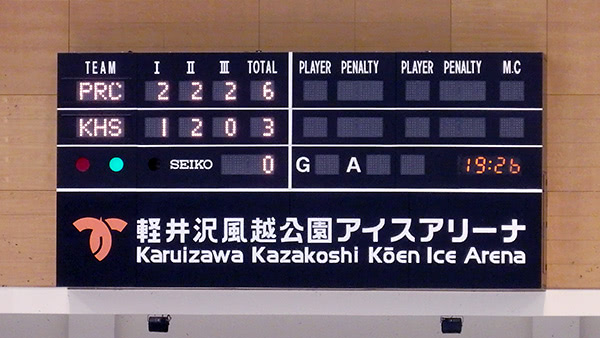 TEAM I II III TOTAL PLAYER PENALTY PLAYER PENALTY M.C
PRC 2 2 2 6
KHS 1 2 0 3
SEIKO 0 G A 19:26
軽井沢風越公園アイスアリーナ
Karuizawa Kazakoshi Kōen Ice Arena